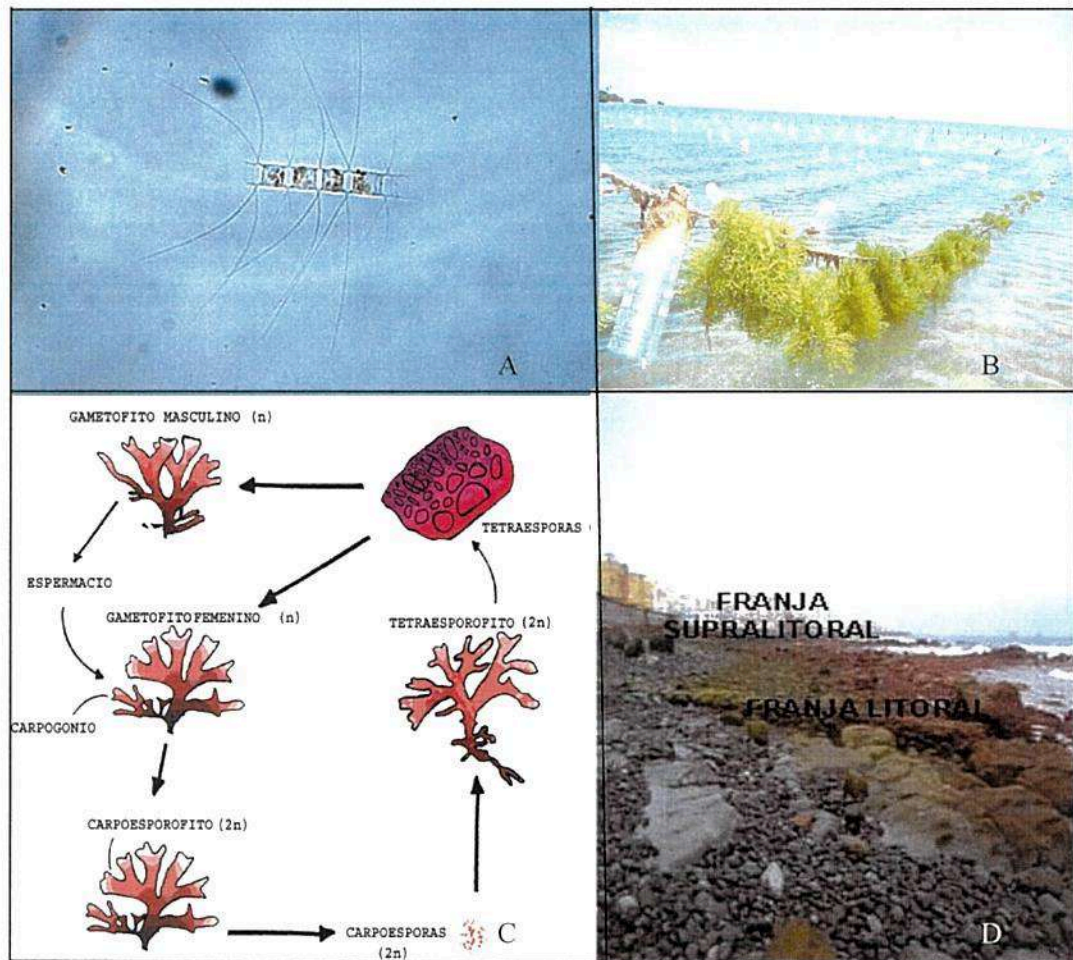 A
B
GAMETOFITO MASCULINO (n)
TETRAESPORAS (
ESPERMACIO
GAMETOFITO FEMENINO (n)
TETRAESPOROFITO (2n)
CARPOGONIO
CARPOESPOROFITO (2n)
CARPOESPORAS
(2n)
C
FRANJA
SUPRALITORAL
FRANJA LITORAL
D